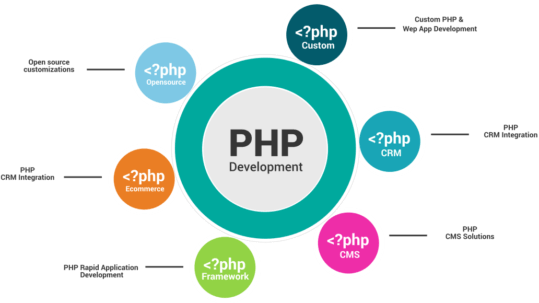 Custom PHP &
Wep App Development
<?php
Custom
Open source
customizations
<?php
Opensource
PHP
CRM Integration
<?php
CRM
PHP
Development
PHP
CRM Integration
<?php
Ecommerce
PHP
CMS Solutions
<?php
CMS
PHP Rapid Application
Development
<?php
Framework